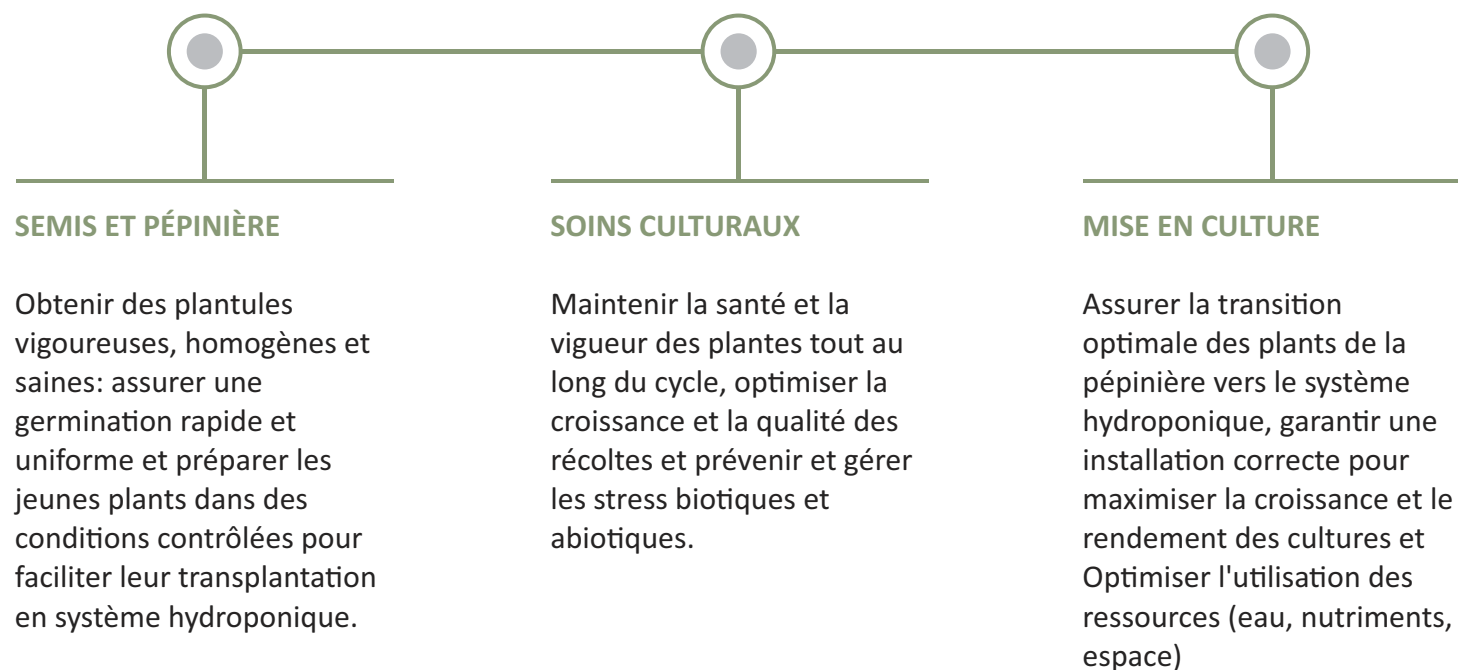 SEMIS ET PÉPINIÈRE
Obtenir des plantules
vigoureuses, homogènes et
saines: assurer une
germination rapide et
uniforme et préparer les
jeunes plants dans des
conditions contrôlées pour
faciliter leur transplantation
en système hydroponique.
SOINS CULTURAUX
Maintenir la santé et la
vigueur des plantes tout au
long du cycle, optimiser la
croissance et la qualité des
récoltes et prévenir et gérer
les stress biotiques et
abiotiques.
MISE EN CULTURE
Assurer la transition
optimale des plants de la
pépinière vers le système
hydroponique, garantir une
installation correcte pour
maximiser la croissance et le
rendement des cultures et
Optimiser l'utilisation des
ressources (eau, nutriments,
espace)